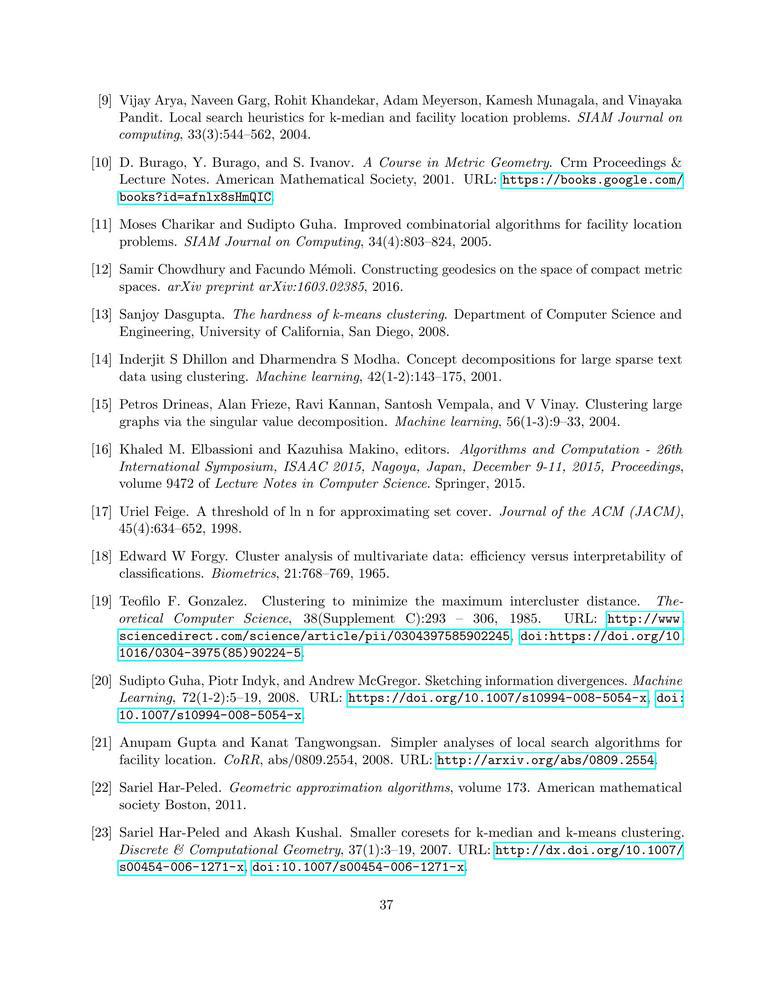 [9] Vijay Arya, Naveen Garg, Rohit Khandekar, Adam Meyerson, Kamesh Munagala, and Vinayaka
Pandit. Local search heuristics for k-median and facility location problems. SIAM Journal on
computing, 33(3):544–562, 2004.
[10] D. Burago, Y. Burago, and S. Ivanov. A Course in Metric Geometry. Crm Proceedings &
Lecture Notes. American Mathematical Society, 2001. URL: https://books.google.com/
books?id=afnlx8sHmQIC.
[11] Moses Charikar and Sudipto Guha. Improved combinatorial algorithms for facility location
problems. SIAM Journal on Computing, 34(4):803–824, 2005.
[12] Samir Chowdhury and Facundo Mémoli. Constructing geodesics on the space of compact metric
spaces. arXiv preprint arXiv:1603.02385, 2016.
[13] Sanjoy Dasgupta. The hardness of k-means clustering. Department of Computer Science and
Engineering, University of California, San Diego, 2008.
[14] Inderjit S Dhillon and Dharmendra S Modha. Concept decompositions for large sparse text
data using clustering. Machine learning, 42(1-2):143–175, 2001.
[15] Petros Drineas, Alan Frieze, Ravi Kannan, Santosh Vempala, and V Vinay. Clustering large
graphs via the singular value decomposition. Machine learning, 56(1-3):9–33, 2004.
[16] Khaled M. Elbassioni and Kazuhisa Makino, editors. Algorithms and Computation - 26th
International Symposium, ISAAC 2015, Nagoya, Japan, December 9-11, 2015, Proceedings,
volume 9472 of Lecture Notes in Computer Science. Springer, 2015.
[17] Uriel Feige. A threshold of ln n for approximating set cover. Journal of the ACM (JACM),
45(4):634–652, 1998.
[18] Edward W Forgy. Cluster analysis of multivariate data: efficiency versus interpretability of
classifications. Biometrics, 21:768–769, 1965.
[19] Teofilo F. Gonzalez. Clustering to minimize the maximum intercluster distance. The-
oretical Computer Science, 38(Supplement C):293 – 306, 1985. URL: http://www.
sciencedirect.com/science/article/pii/0304397585902245, doi:https://doi.org/10.
1016/0304-3975(85)90224-5.
[20] Sudipto Guha, Piotr Indyk, and Andrew McGregor. Sketching information divergences. Machine
Learning, 72(1-2):5–19, 2008. URL: https://doi.org/10.1007/s10994-008-5054-x, doi:
10.1007/s10994-008-5054-x.
[21] Anupam Gupta and Kanat Tangwongsan. Simpler analyses of local search algorithms for
facility location. CoRR, abs/0809.2554, 2008. URL: http://arxiv.org/abs/0809.2554.
[22] Sariel Har-Peled. Geometric approximation algorithms, volume 173. American mathematical
society Boston, 2011.
[23] Sariel Har-Peled and Akash Kushal. Smaller coresets for k-median and k-means clustering.
Discrete & Computational Geometry, 37(1):3–19, 2007. URL: http://dx.doi.org/10.1007/
s00454-006-1271-x, doi:10.1007/s00454-006-1271-x.
37